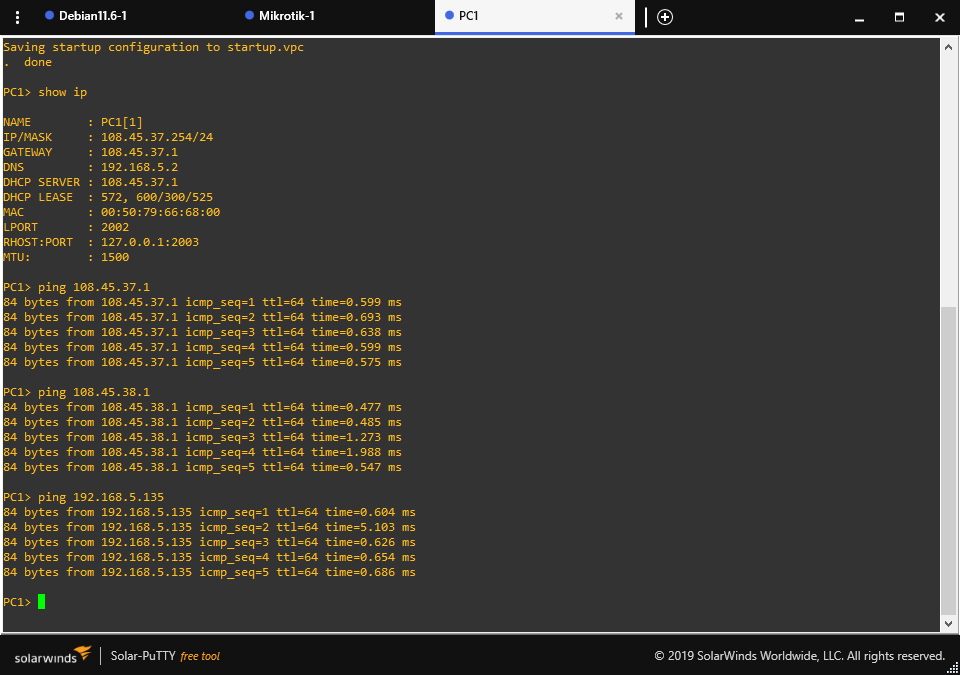 Debian11.6-1
Mikrotik-1
PC1
Saving startup configuration to startup.vpc
.  done
PC1> show ip
NAME        : PC1[1]
IP/MASK     : 108.45.37.254/24
GATEWAY     : 108.45.37.1
DNS         : 192.168.5.2
DHCP SERVER : 108.45.37.1
DHCP LEASE  : 572, 600/300/525
MAC         : 00:50:79:66:68:00
LPORT       : 2002
RHOST:PORT  : 127.0.0.1:2003
MTU:        : 1500
PC1> ping 108.45.37.1
84 bytes from 108.45.37.1 icmp_seq=1 ttl=64 time=0.599 ms
84 bytes from 108.45.37.1 icmp_seq=2 ttl=64 time=0.693 ms
84 bytes from 108.45.37.1 icmp_seq=3 ttl=64 time=0.638 ms
84 bytes from 108.45.37.1 icmp_seq=4 ttl=64 time=0.599 ms
84 bytes from 108.45.37.1 icmp_seq=5 ttl=64 time=0.575 ms
PC1> ping 108.45.38.1
84 bytes from 108.45.38.1 icmp_seq=1 ttl=64 time=0.477 ms
84 bytes from 108.45.38.1 icmp_seq=2 ttl=64 time=0.485 ms
84 bytes from 108.45.38.1 icmp_seq=3 ttl=64 time=1.273 ms
84 bytes from 108.45.38.1 icmp_seq=4 ttl=64 time=1.988 ms
84 bytes from 108.45.38.1 icmp_seq=5 ttl=64 time=0.547 ms
PC1> ping 192.168.5.135
84 bytes from 192.168.5.135 icmp_seq=1 ttl=64 time=0.604 ms
84 bytes from 192.168.5.135 icmp_seq=2 ttl=64 time=5.103 ms
84 bytes from 192.168.5.135 icmp_seq=3 ttl=64 time=0.626 ms
84 bytes from 192.168.5.135 icmp_seq=4 ttl=64 time=0.654 ms
84 bytes from 192.168.5.135 icmp_seq=5 ttl=64 time=0.686 ms
PC1>
solarwinds Solar-PuTTY free tool © 2019 SolarWinds Worldwide, LLC. All rights reserved.